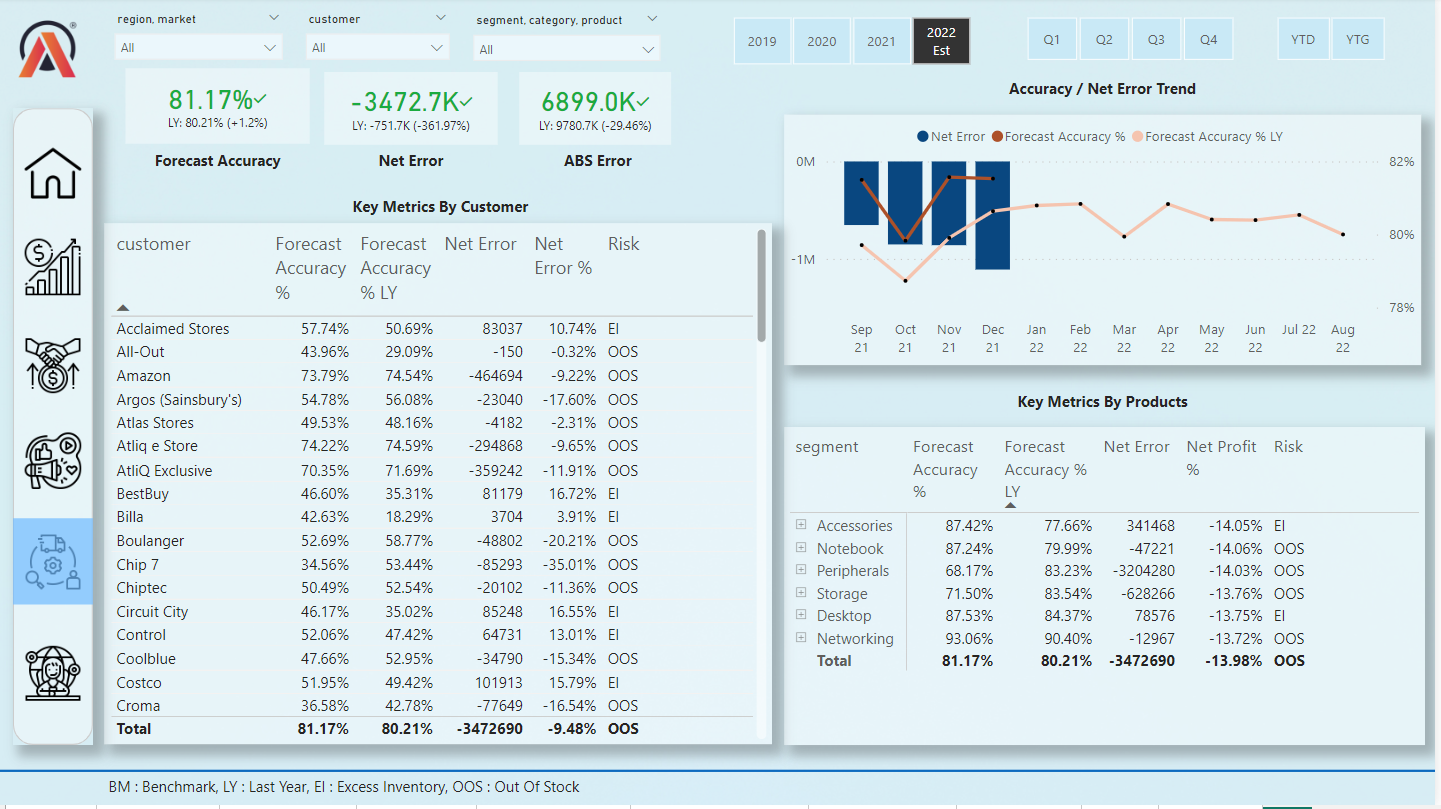 region, market
customer
segment, category, product
All
All
All
2019
2020
2021
2022
Est
Q1
Q2
Q3
Q4
YTD
YTG
81.17%
LY: 80.21% (+1.2%)
Forecast Accuracy
-3472.7K
LY: -751.7K (-361.97%)
Net Error
6899.0K
LY: 9780.7K (-29.46%)
ABS Error
Accuracy / Net Error Trend
Net Error Forecast Accuracy % Forecast Accuracy % LY
0M
-1M
82%
80%
78%
Sep 21
Oct 21
Nov 21
Dec 21
Jan 22
Feb 22
Mar 22
Apr 22
May 22
Jun 22
Jul 22
Aug 22
Key Metrics By Customer
customer Forecast Accuracy % Forecast Accuracy % LY Net Error Net Error % Risk
Acclaimed Stores 57.74% 50.69% 83037 10.74% EI
All-Out 43.96% 29.09% -150 -0.32% OOS
Amazon 73.79% 74.54% -464694 -9.22% OOS
Argos (Sainsbury's) 54.78% 56.08% -23040 -17.60% OOS
Atlas Stores 49.53% 48.16% -4182 -2.31% OOS
Atliq e Store 74.22% 74.59% -294868 -9.65% OOS
AtliQ Exclusive 70.35% 71.69% -359242 -11.91% OOS
BestBuy 46.60% 35.31% 81179 16.72% EI
Billa 42.63% 18.29% 3704 3.91% EI
Boulanger 52.69% 58.77% -48802 -20.21% OOS
Chip 7 34.56% 53.44% -85293 -35.01% OOS
Chiptec 50.49% 52.54% -20102 -11.36% OOS
Circuit City 46.17% 35.02% 85248 16.55% EI
Control 52.06% 47.42% 64731 13.01% EI
Coolblue 47.66% 52.95% -34790 -15.34% OOS
Costco 51.95% 49.42% 101913 15.79% EI
Croma 36.58% 42.78% -77649 -16.54% OOS
Total 81.17% 80.21% -3472690 -9.48% OOS
Key Metrics By Products
segment Forecast Accuracy % Forecast Accuracy % LY Net Error Net Profit % Risk
Accessories 87.42% 77.66% 341468 -14.05% EI
Notebook 87.24% 79.99% -47221 -14.06% OOS
Peripherals 68.17% 83.23% -3204280 -14.03% OOS
Storage 71.50% 83.54% -628266 -13.76% OOS
Desktop 87.53% 84.37% 78576 -13.75% EI
Networking 93.06% 90.40% -12967 -13.72% OOS
Total 81.17% 80.21% -3472690 -13.98% OOS
BM : Benchmark, LY : Last Year, EI : Excess Inventory, OOS : Out Of Stock